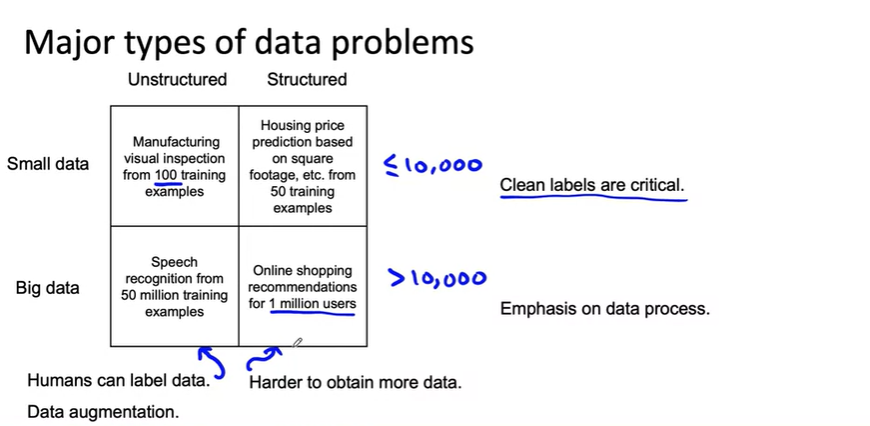 Major types of data problems
Unstructured Structured
Small data
Manufacturing
visual inspection
from 100 training
examples
Housing price
prediction based
on square
footage, etc. from
50 training
examples
≤10,000
Clean labels are critical.
Big data
Speech
recognition from
50 million training
examples
Online shopping
recommendations
for 1 million users
>10,000
Emphasis on data process.
Humans can label data.
Data augmentation.
Harder to obtain more data.